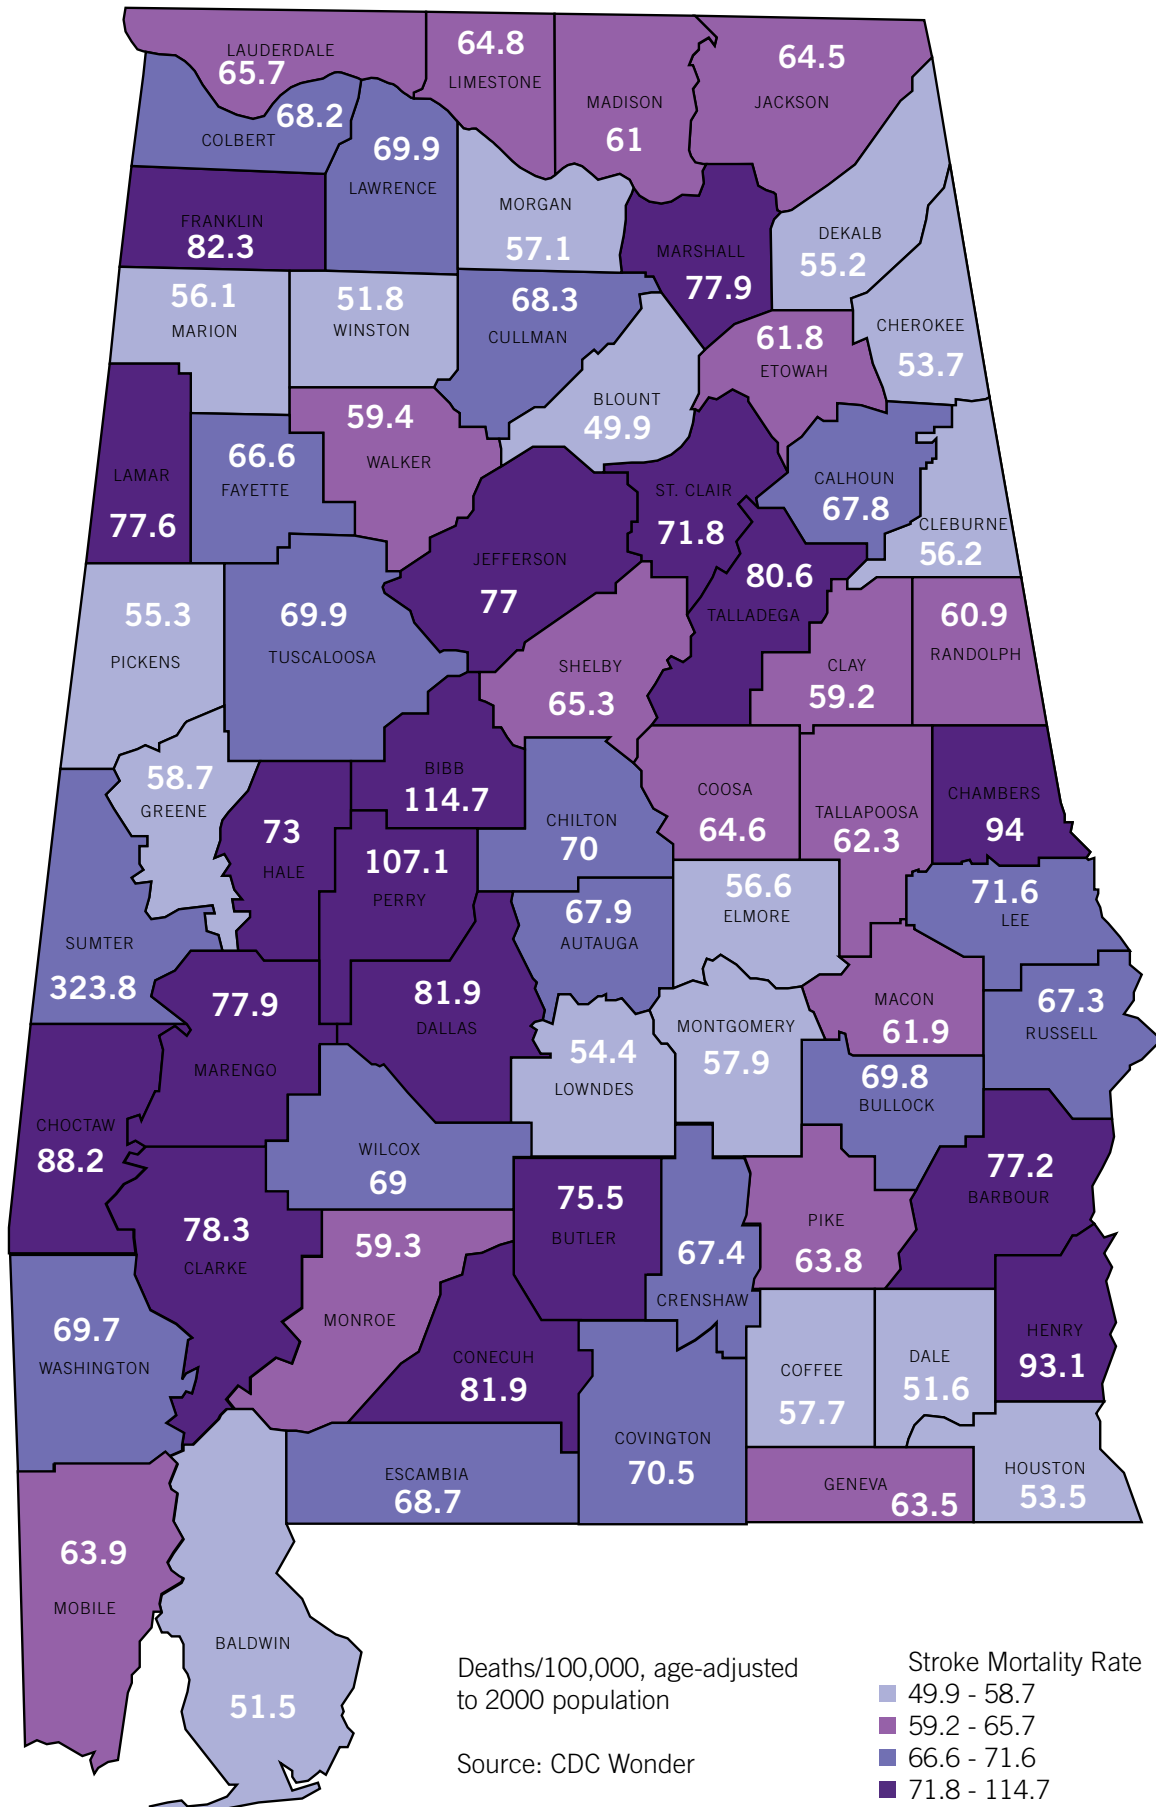 LAUDERDALE
65.7
64.8
LIMESTONE
MADISON
61
64.5
JACKSON
68.2
COLBERT
69.9
LAWRENCE
FRANKLIN
82.3
MORGAN
57.1
MARSHALL
77.9
DEKALB
55.2
56.1
MARION
51.8
WINSTON
68.3
CULLMAN
CHEROKEE
53.7
61.8
ETOWAH
BLOUNT
49.9
59.4
WALKER
66.6
FAYETTE
LAMAR
77.6
ST. CLAIR
71.8
CALHOUN
67.8
CLEBURNE
56.2
JEFFERSON
77
80.6
TALLADEGA
55.3
PICKENS
69.9
TUSCALOOSA
SHELBY
65.3
CLAY
59.2
60.9
RANDOLPH
58.7
GREENE
BIBB
114.7
73
HALE
107.1
PERRY
CHILTON
70
COOSA
64.6
TALLAPOOSA
62.3
CHAMBERS
94
56.6
ELMORE
71.6
LEE
67.9
AUTAUGA
SUMTER
323.8
77.9
MARENGO
81.9
DALLAS
54.4
LOWNDES
MONTGOMERY
57.9
MACON
61.9
67.3
RUSSELL
69.8
BULLOCK
CHOCTAW
88.2
WILCOX
69
78.3
CLARKE
59.3
MONROE
75.5
BUTLER
67.4
CRENSHAW
PIKE
63.8
77.2
BARBOUR
69.7
WASHINGTON
CONECUH
81.9
COFFEE
57.7
DALE
51.6
HENRY
93.1
ESCAMBIA
68.7
COVINGTON
70.5
GENEVA
63.5
HOUSTON
53.5
63.9
MOBILE
BALDWIN
51.5
Deaths/100,000, age-adjusted
to 2000 population
Source: CDC Wonder
Stroke Mortality Rate
49.9 - 58.7
59.2 - 65.7
66.6 - 71.6
71.8 - 114.7